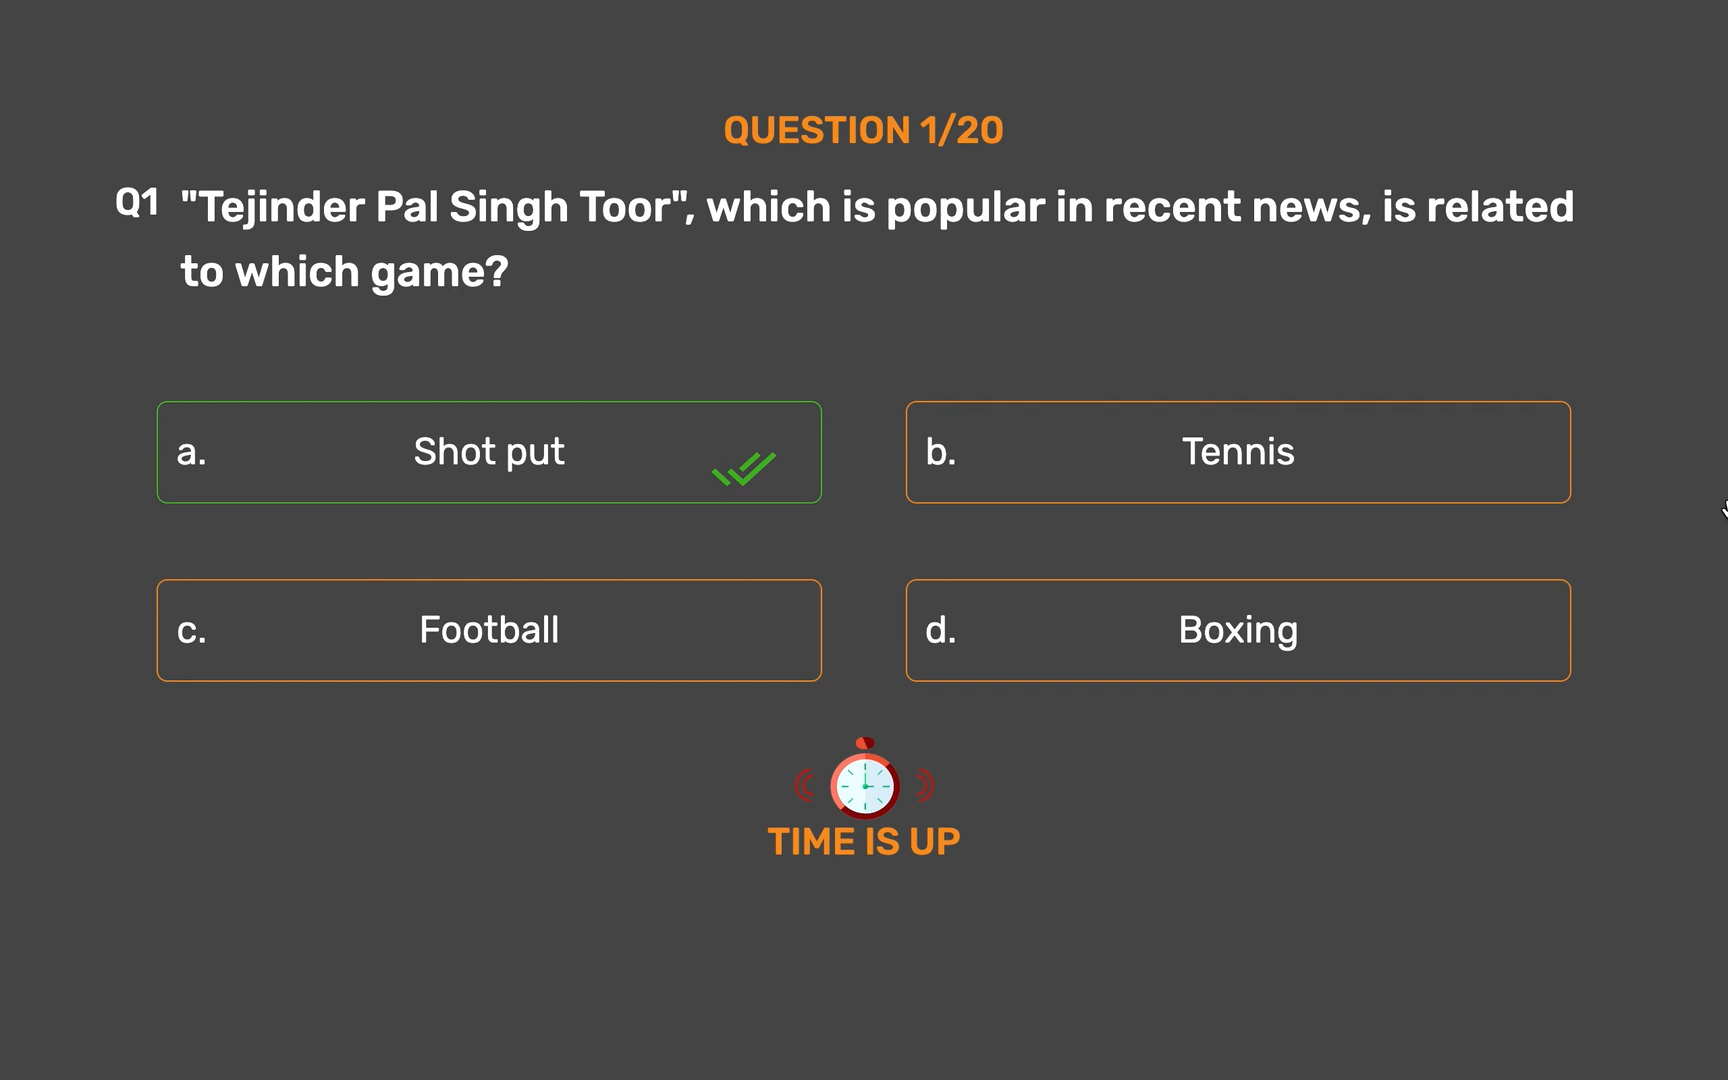 QUESTION 1/20
Q1 "Tejinder Pal Singh Toor", which is popular in recent news, is related
to which game?
a. Shot put
b. Tennis
c. Football
d. Boxing
TIME IS UP